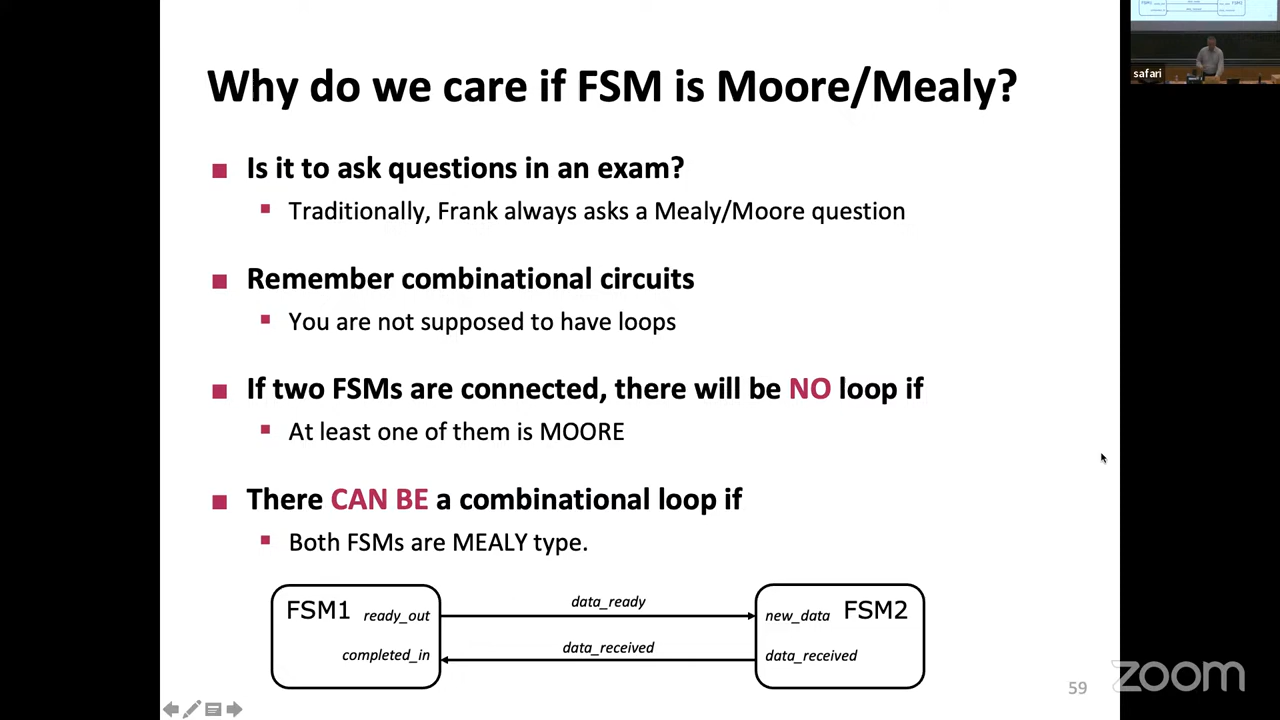 Why do we care if FSM is Moore/Mealy?
safari
Is it to ask questions in an exam?
Traditionally, Frank always asks a Mealy/Moore question
Remember combinational circuits
You are not supposed to have loops
If two FSMs are connected, there will be NO loop if
At least one of them is MOORE
There CAN BE a combinational loop if
Both FSMs are MEALY type.
FSM1 ready_out
completed_in
data_ready
data_received
new_data FSM2
data_received
59
zoom